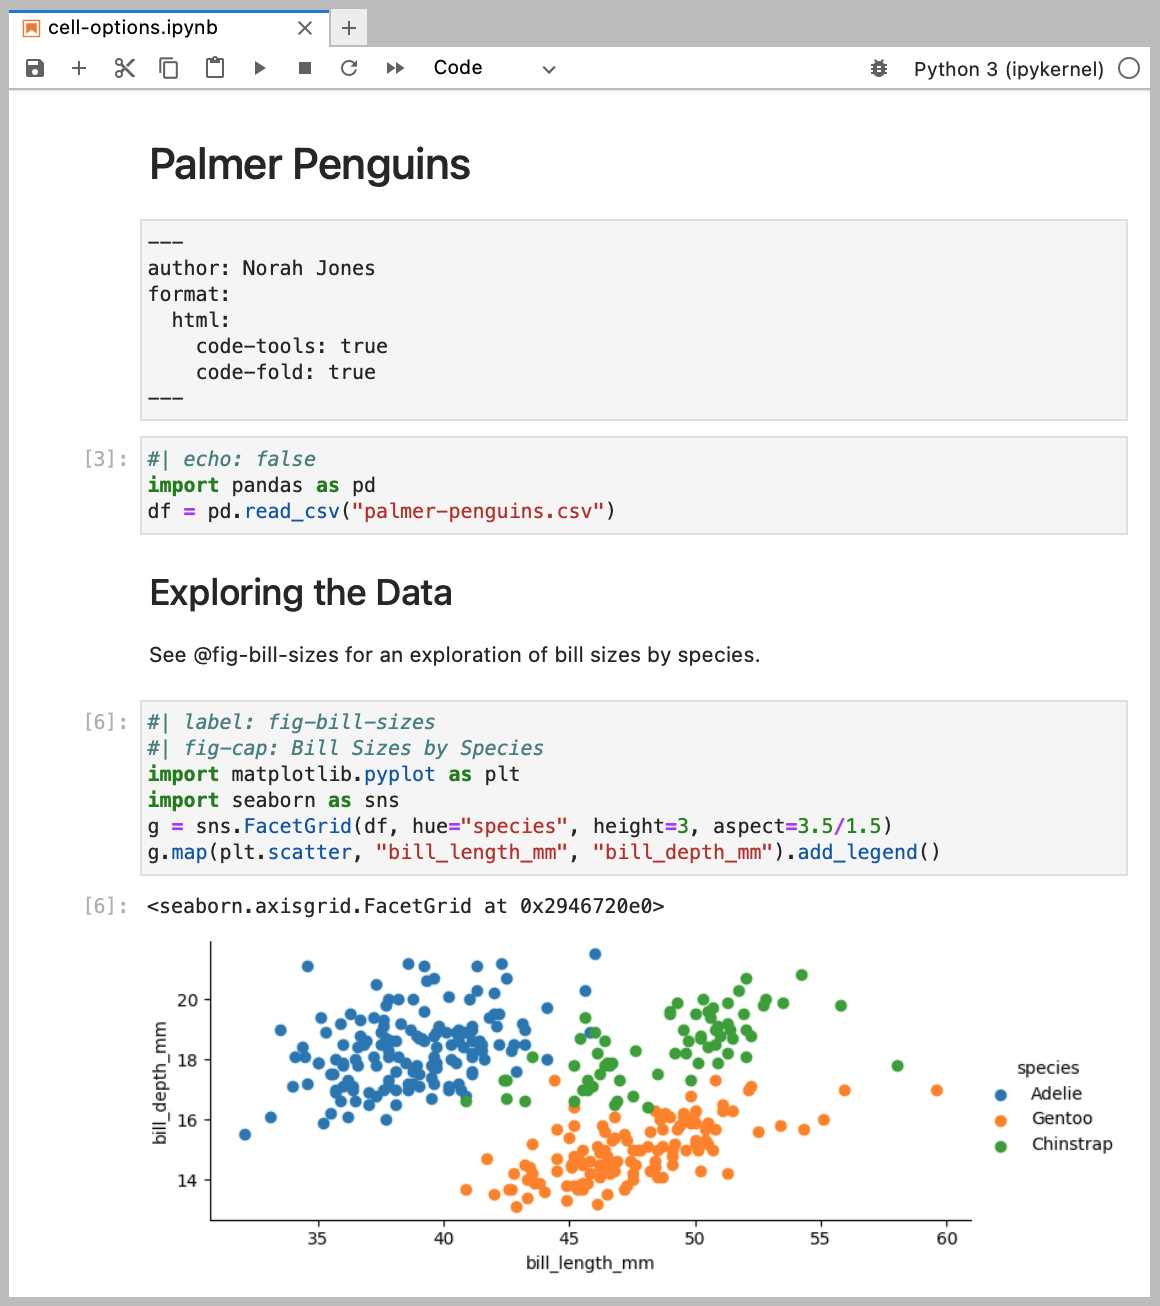 cell-options.ipynb
Code
Python 3 (ipykernel)
Palmer Penguins
---
author: Norah Jones
format:
  html:
    code-tools: true
    code-fold: true
---
[3]: #| echo: false
import pandas as pd
df = pd.read_csv("palmer-penguins.csv")
Exploring the Data
See @fig-bill-sizes for an exploration of bill sizes by species.
[6]: #| label: fig-bill-sizes
#| fig-cap: Bill Sizes by Species
import matplotlib.pyplot as plt
import seaborn as sns
g = sns.FacetGrid(df, hue="species", height=3, aspect=3.5/1.5)
g.map(plt.scatter, "bill_length_mm", "bill_depth_mm").add_legend()
[6]: <seaborn.axisgrid.FacetGrid at 0x2946720e0>
bill_depth_mm
20
18
16
14
35 40 45 50 55 60
bill_length_mm
species
Adelie
Gentoo
Chinstrap